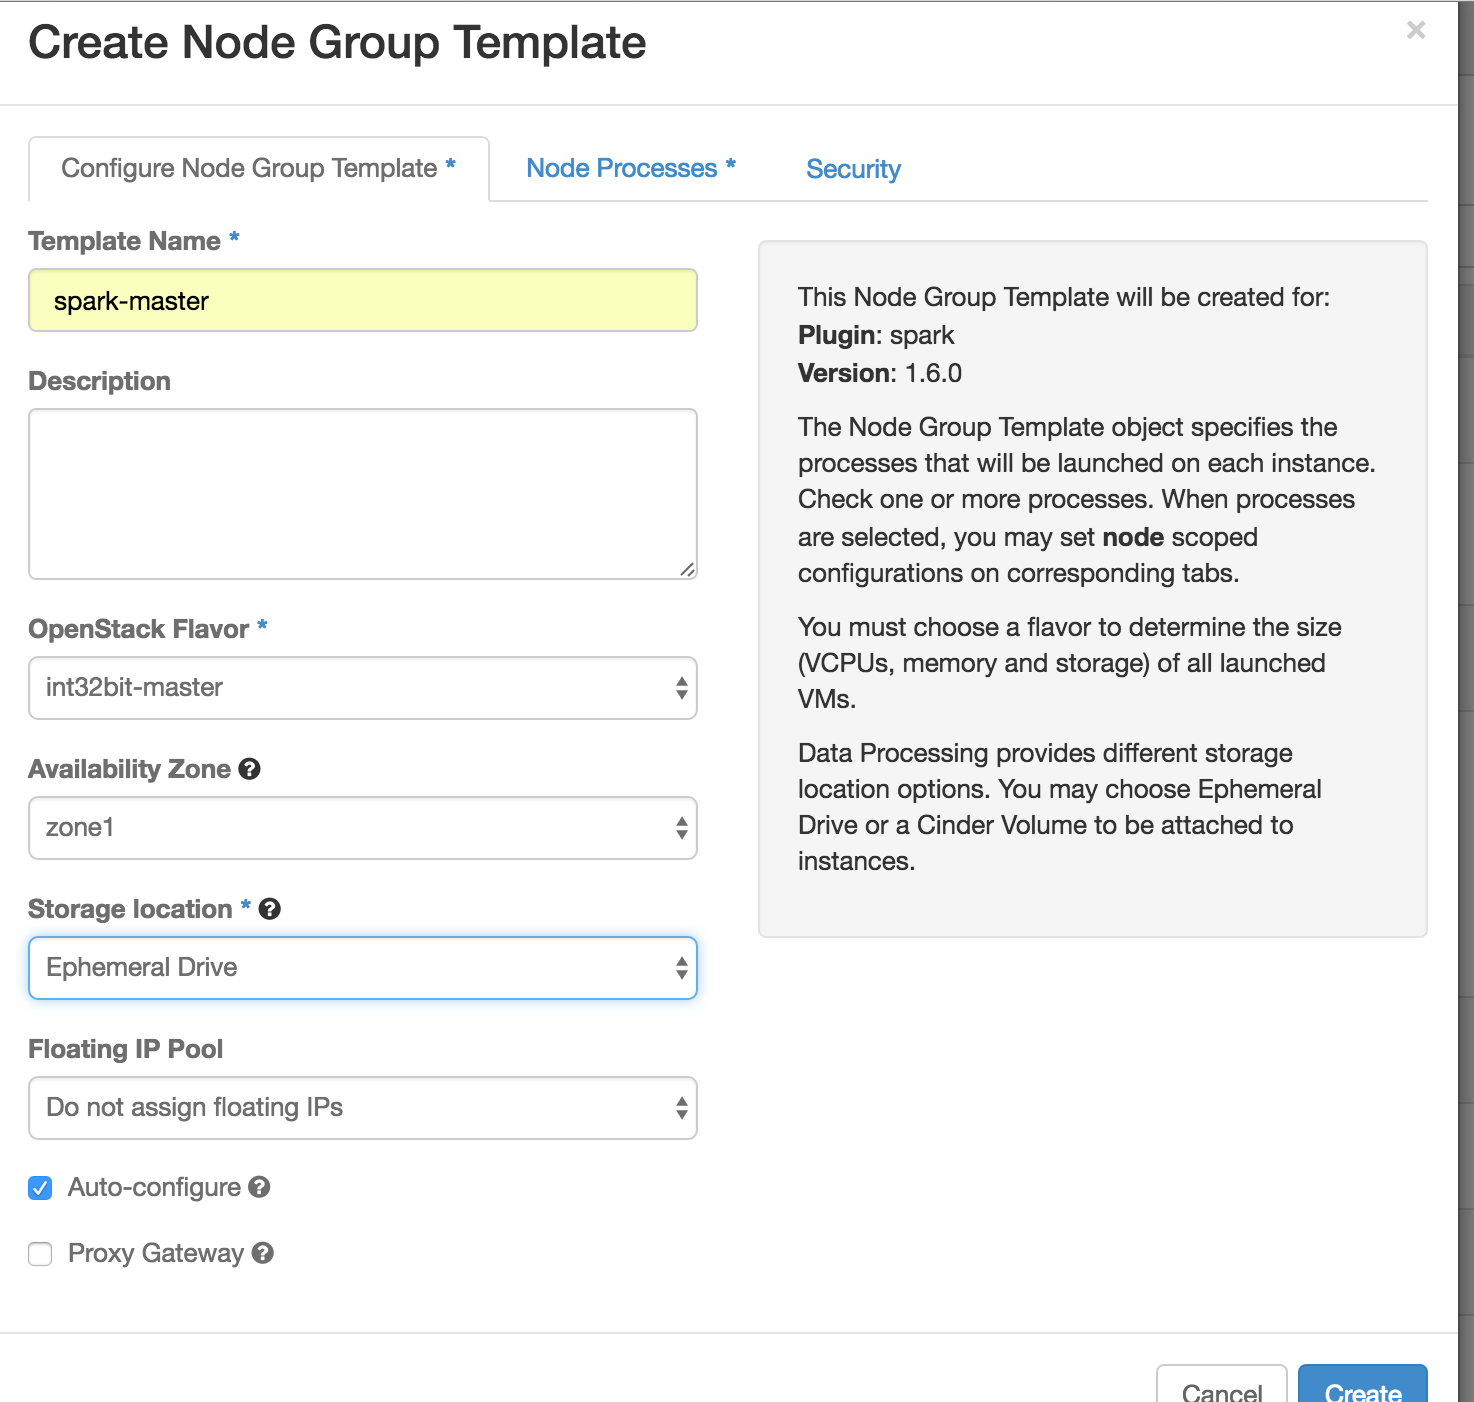 Create Node Group Template
×
Configure Node Group Template *
Node Processes *
Security
Template Name *
spark-master
Description
OpenStack Flavor *
int32bit-master
Availability Zone ?
zone1
Storage location * ?
Ephemeral Drive
Floating IP Pool
Do not assign floating IPs
Auto-configure ?
Proxy Gateway ?
This Node Group Template will be created for:
Plugin: spark
Version: 1.6.0
The Node Group Template object specifies the
processes that will be launched on each instance.
Check one or more processes. When processes
are selected, you may set node scoped
configurations on corresponding tabs.
You must choose a flavor to determine the size
(VCPUs, memory and storage) of all launched
VMs.
Data Processing provides different storage
location options. You may choose Ephemeral
Drive or a Cinder Volume to be attached to
instances.
Cancel
Create